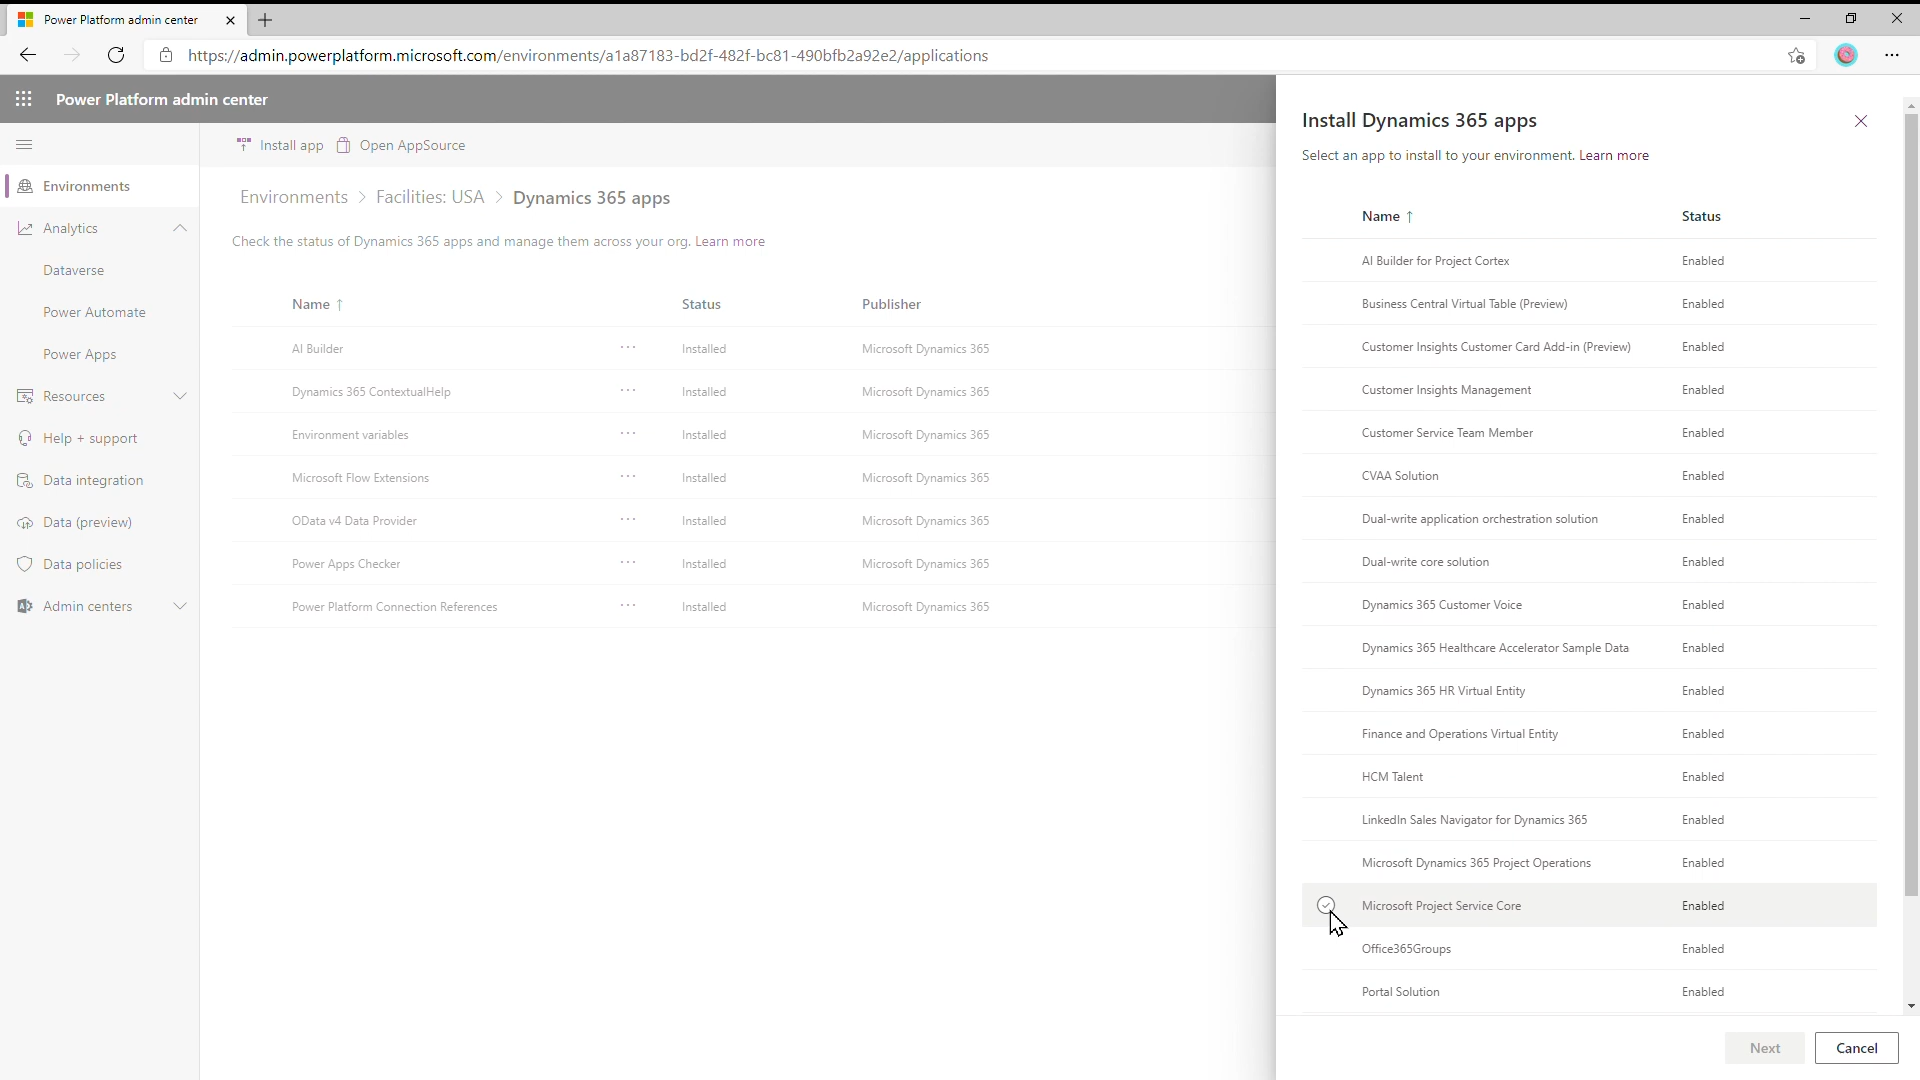 Power Platform admin center
https://admin.powerplatform.microsoft.com/environments/a1a87183-bd2f-482f-bc81-490bfb2a92e2/applications
Power Platform admin center
Environments
Analytics
Dataverse
Power Automate
Power Apps
Resources
Help + support
Data integration
Data (preview)
Data policies
Admin centers
Install app Open AppSource
Environments > Facilities: USA > Dynamics 365 apps
Check the status of Dynamics 365 apps and manage them across your org. Learn more
Name ↑ Status Publisher
AI Builder ... Installed Microsoft Dynamics 365
Dynamics 365 ContextualHelp ... Installed Microsoft Dynamics 365
Environment variables ... Installed Microsoft Dynamics 365
Microsoft Flow Extensions ... Installed Microsoft Dynamics 365
OData v4 Data Provider ... Installed Microsoft Dynamics 365
Power Apps Checker ... Installed Microsoft Dynamics 365
Power Platform Connection References ... Installed Microsoft Dynamics 365
Install Dynamics 365 apps
Select an app to install to your environment. Learn more
Name ↑ Status
AI Builder for Project Cortex Enabled
Business Central Virtual Table (Preview) Enabled
Customer Insights Customer Card Add-in (Preview) Enabled
Customer Insights Management Enabled
Customer Service Team Member Enabled
CVAA Solution Enabled
Dual-write application orchestration solution Enabled
Dual-write core solution Enabled
Dynamics 365 Customer Voice Enabled
Dynamics 365 Healthcare Accelerator Sample Data Enabled
Dynamics 365 HR Virtual Entity Enabled
Finance and Operations Virtual Entity Enabled
HCM Talent Enabled
LinkedIn Sales Navigator for Dynamics 365 Enabled
Microsoft Dynamics 365 Project Operations Enabled
Microsoft Project Service Core Enabled
Office365Groups Enabled
Portal Solution Enabled
Next Cancel